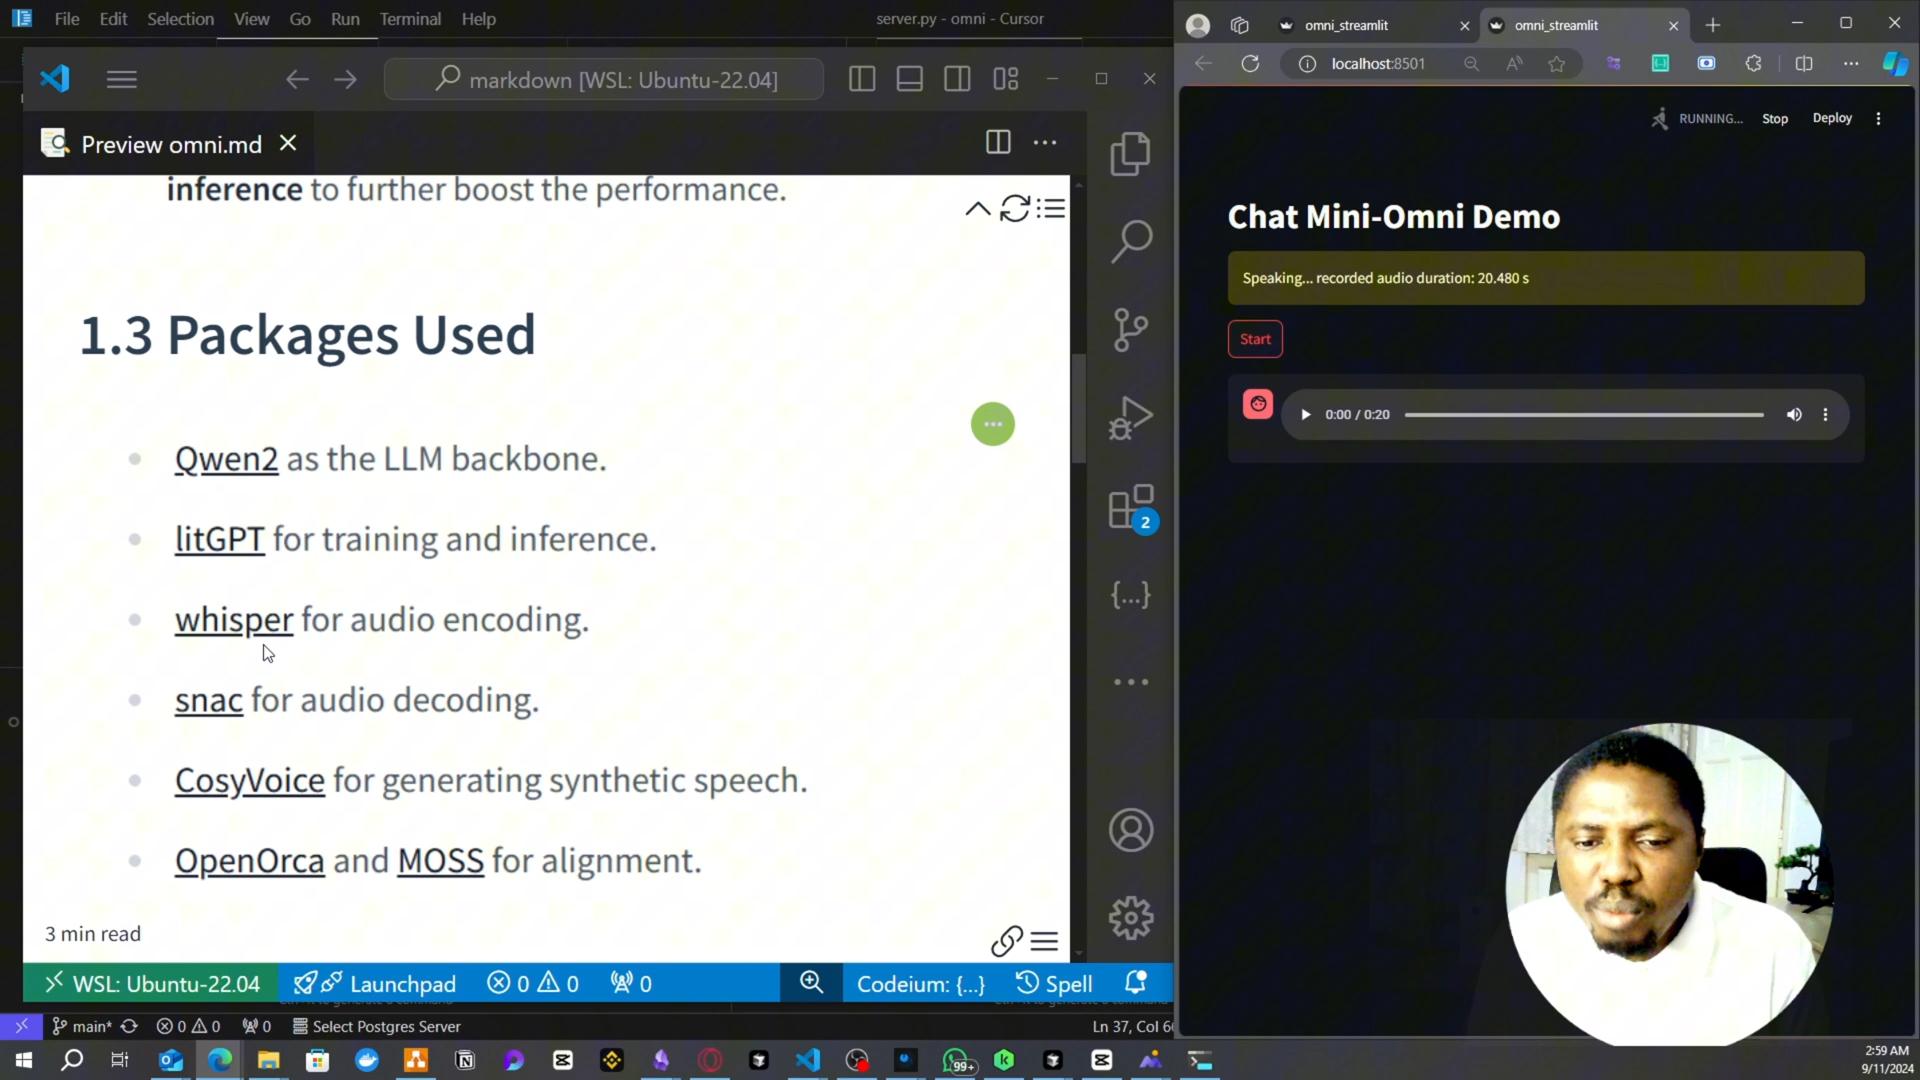 File Edit Selection View Go Run Terminal Help
server.py - omni - Cursor
markdown [WSL: Ubuntu-22.04]
Preview omni.md
inference to further boost the performance.
1.3 Packages Used
Qwen2 as the LLM backbone.
litGPT for training and inference.
whisper for audio encoding.
snac for audio decoding.
CosyVoice for generating synthetic speech.
OpenOrca and MOSS for alignment.
3 min read
2
WSL: Ubuntu-22.04 Launchpad 0 0 0 Codeium: {...} Spell
main* 0 0 0 Select Postgres Server
Ln 37, Col
omni_streamlit
omni_streamlit
localhost:8501
RUNNING... Stop Deploy
Chat Mini-Omni Demo
Speaking... recorded audio duration: 20.480 s
Start
0:00 / 0:20
99+
2:59 AM
9/11/2024